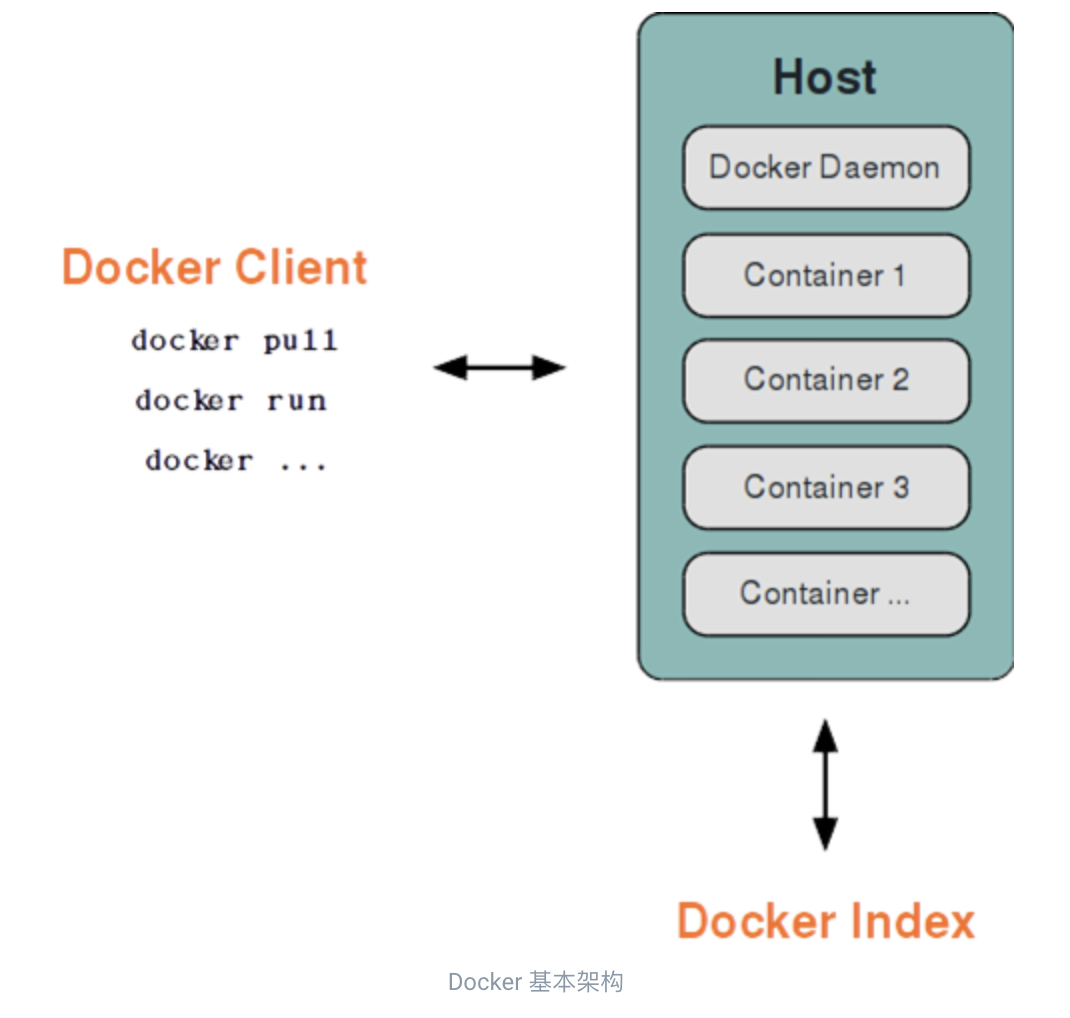 Docker Client
docker pull
docker run
docker ...
Host
Docker Daemon
Container 1
Container 2
Container 3
Container ...
Docker Index
Docker 基本架构